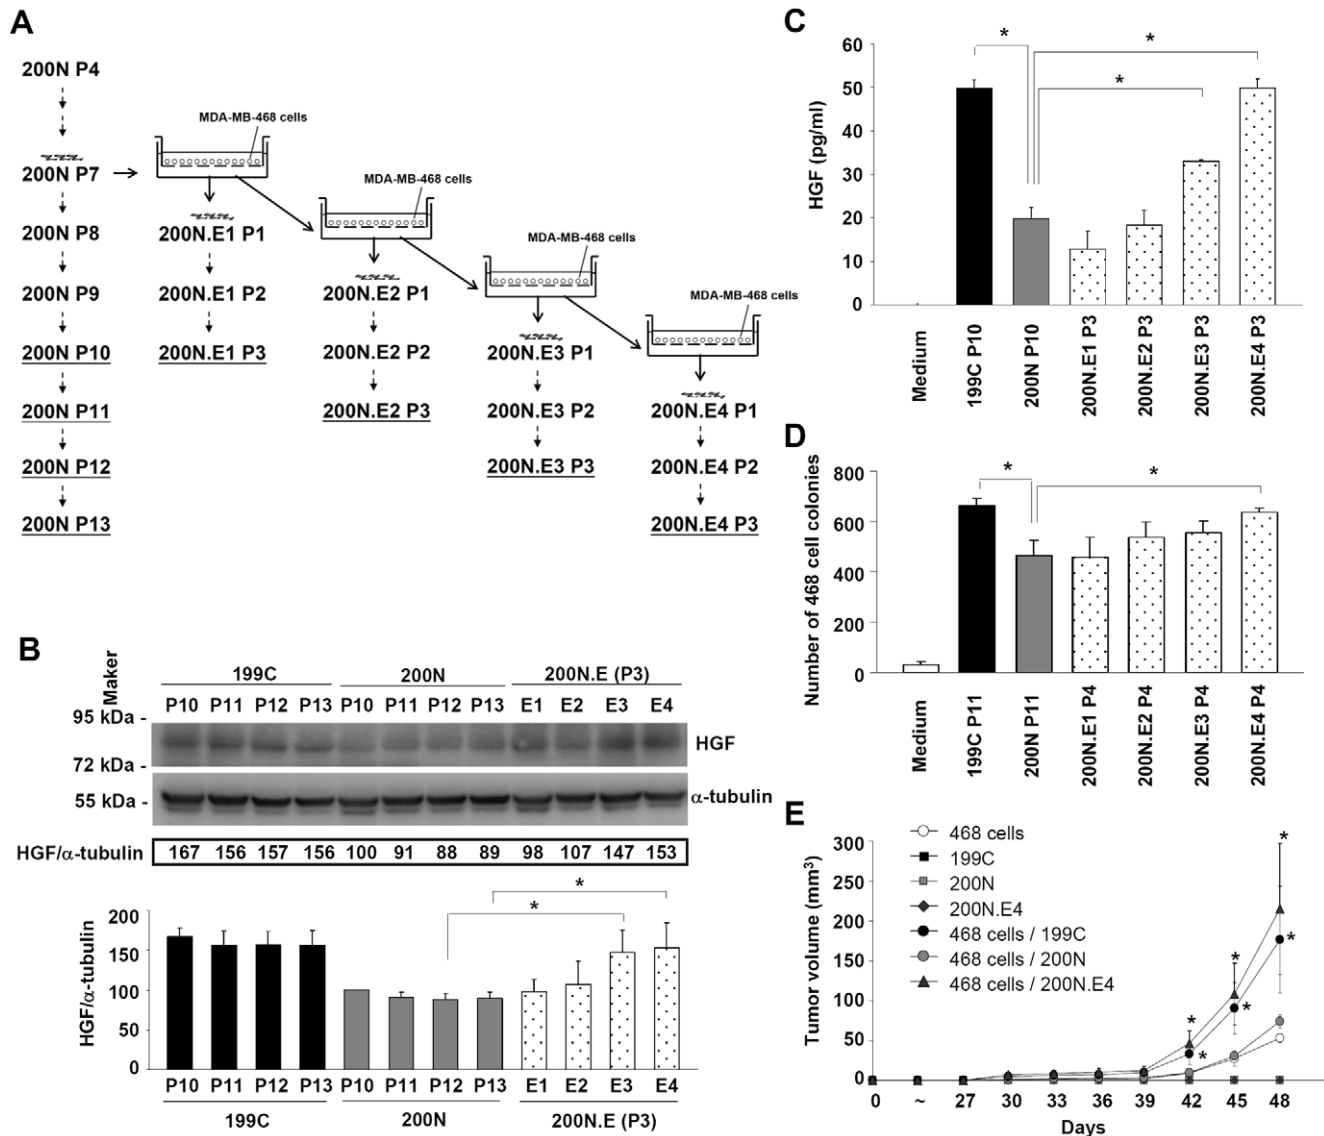 A
200N P4
MDA-MB-468 cells
200N P7
MDA-MB-468 cells
200N P8
200N.E1 P1
MDA-MB-468 cells
200N P9
200N.E1 P2
200N.E2 P1
MDA-MB-468 cells
200N P10
200N.E1 P3
200N.E2 P2
200N.E3 P1
200N P11
200N.E2 P3
200N.E3 P2
200N.E4 P1
200N P12
200N.E3 P3
200N.E4 P2
200N P13
200N.E4 P3
B
Maker
199C 200N 200N.E (P3)
P10 P11 P12 P13 P10 P11 P12 P13 E1 E2 E3 E4
95 kDa -
HGF
72 kDa -
55 kDa -
α-tubulin
HGF/α-tubulin 167 156 157 156 100 91 88 89 98 107 147 153
HGF/α-tubulin
200
150
100
50
0
* *
P10 P11 P12 P13 P10 P11 P12 P13 E1 E2 E3 E4
199C 200N 200N.E (P3)
C
HGF (pg/ml)
60
50
40
30
20
10
0
* * *
Medium
199C P10
200N P10
200N.E1 P3
200N.E2 P3
200N.E3 P3
200N.E4 P3
D
Number of 468 cell colonies
800
600
400
200
0
* *
Medium
199C P11
200N P11
200N.E1 P4
200N.E2 P4
200N.E3 P4
200N.E4 P4
E
Tumor volume (mm³)
300
250
200
150
100
50
0
468 cells
199C
200N
200N.E4
468 cells / 199C
468 cells / 200N
468 cells / 200N.E4
* * * * * *
0 ~ 27 30 33 36 39 42 45 48
Days